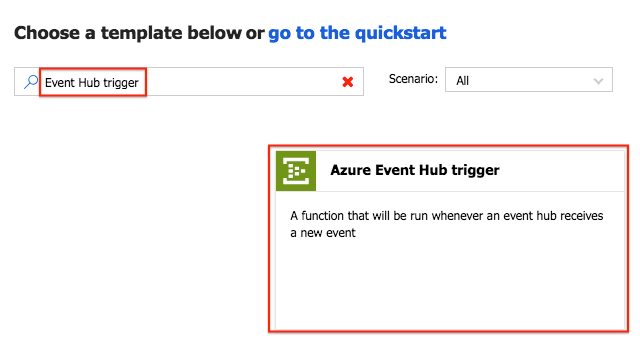 Choose a template below or go to the quickstart
Event Hub trigger
Scenario: All
Azure Event Hub trigger
A function that will be run whenever an event hub receives
a new event